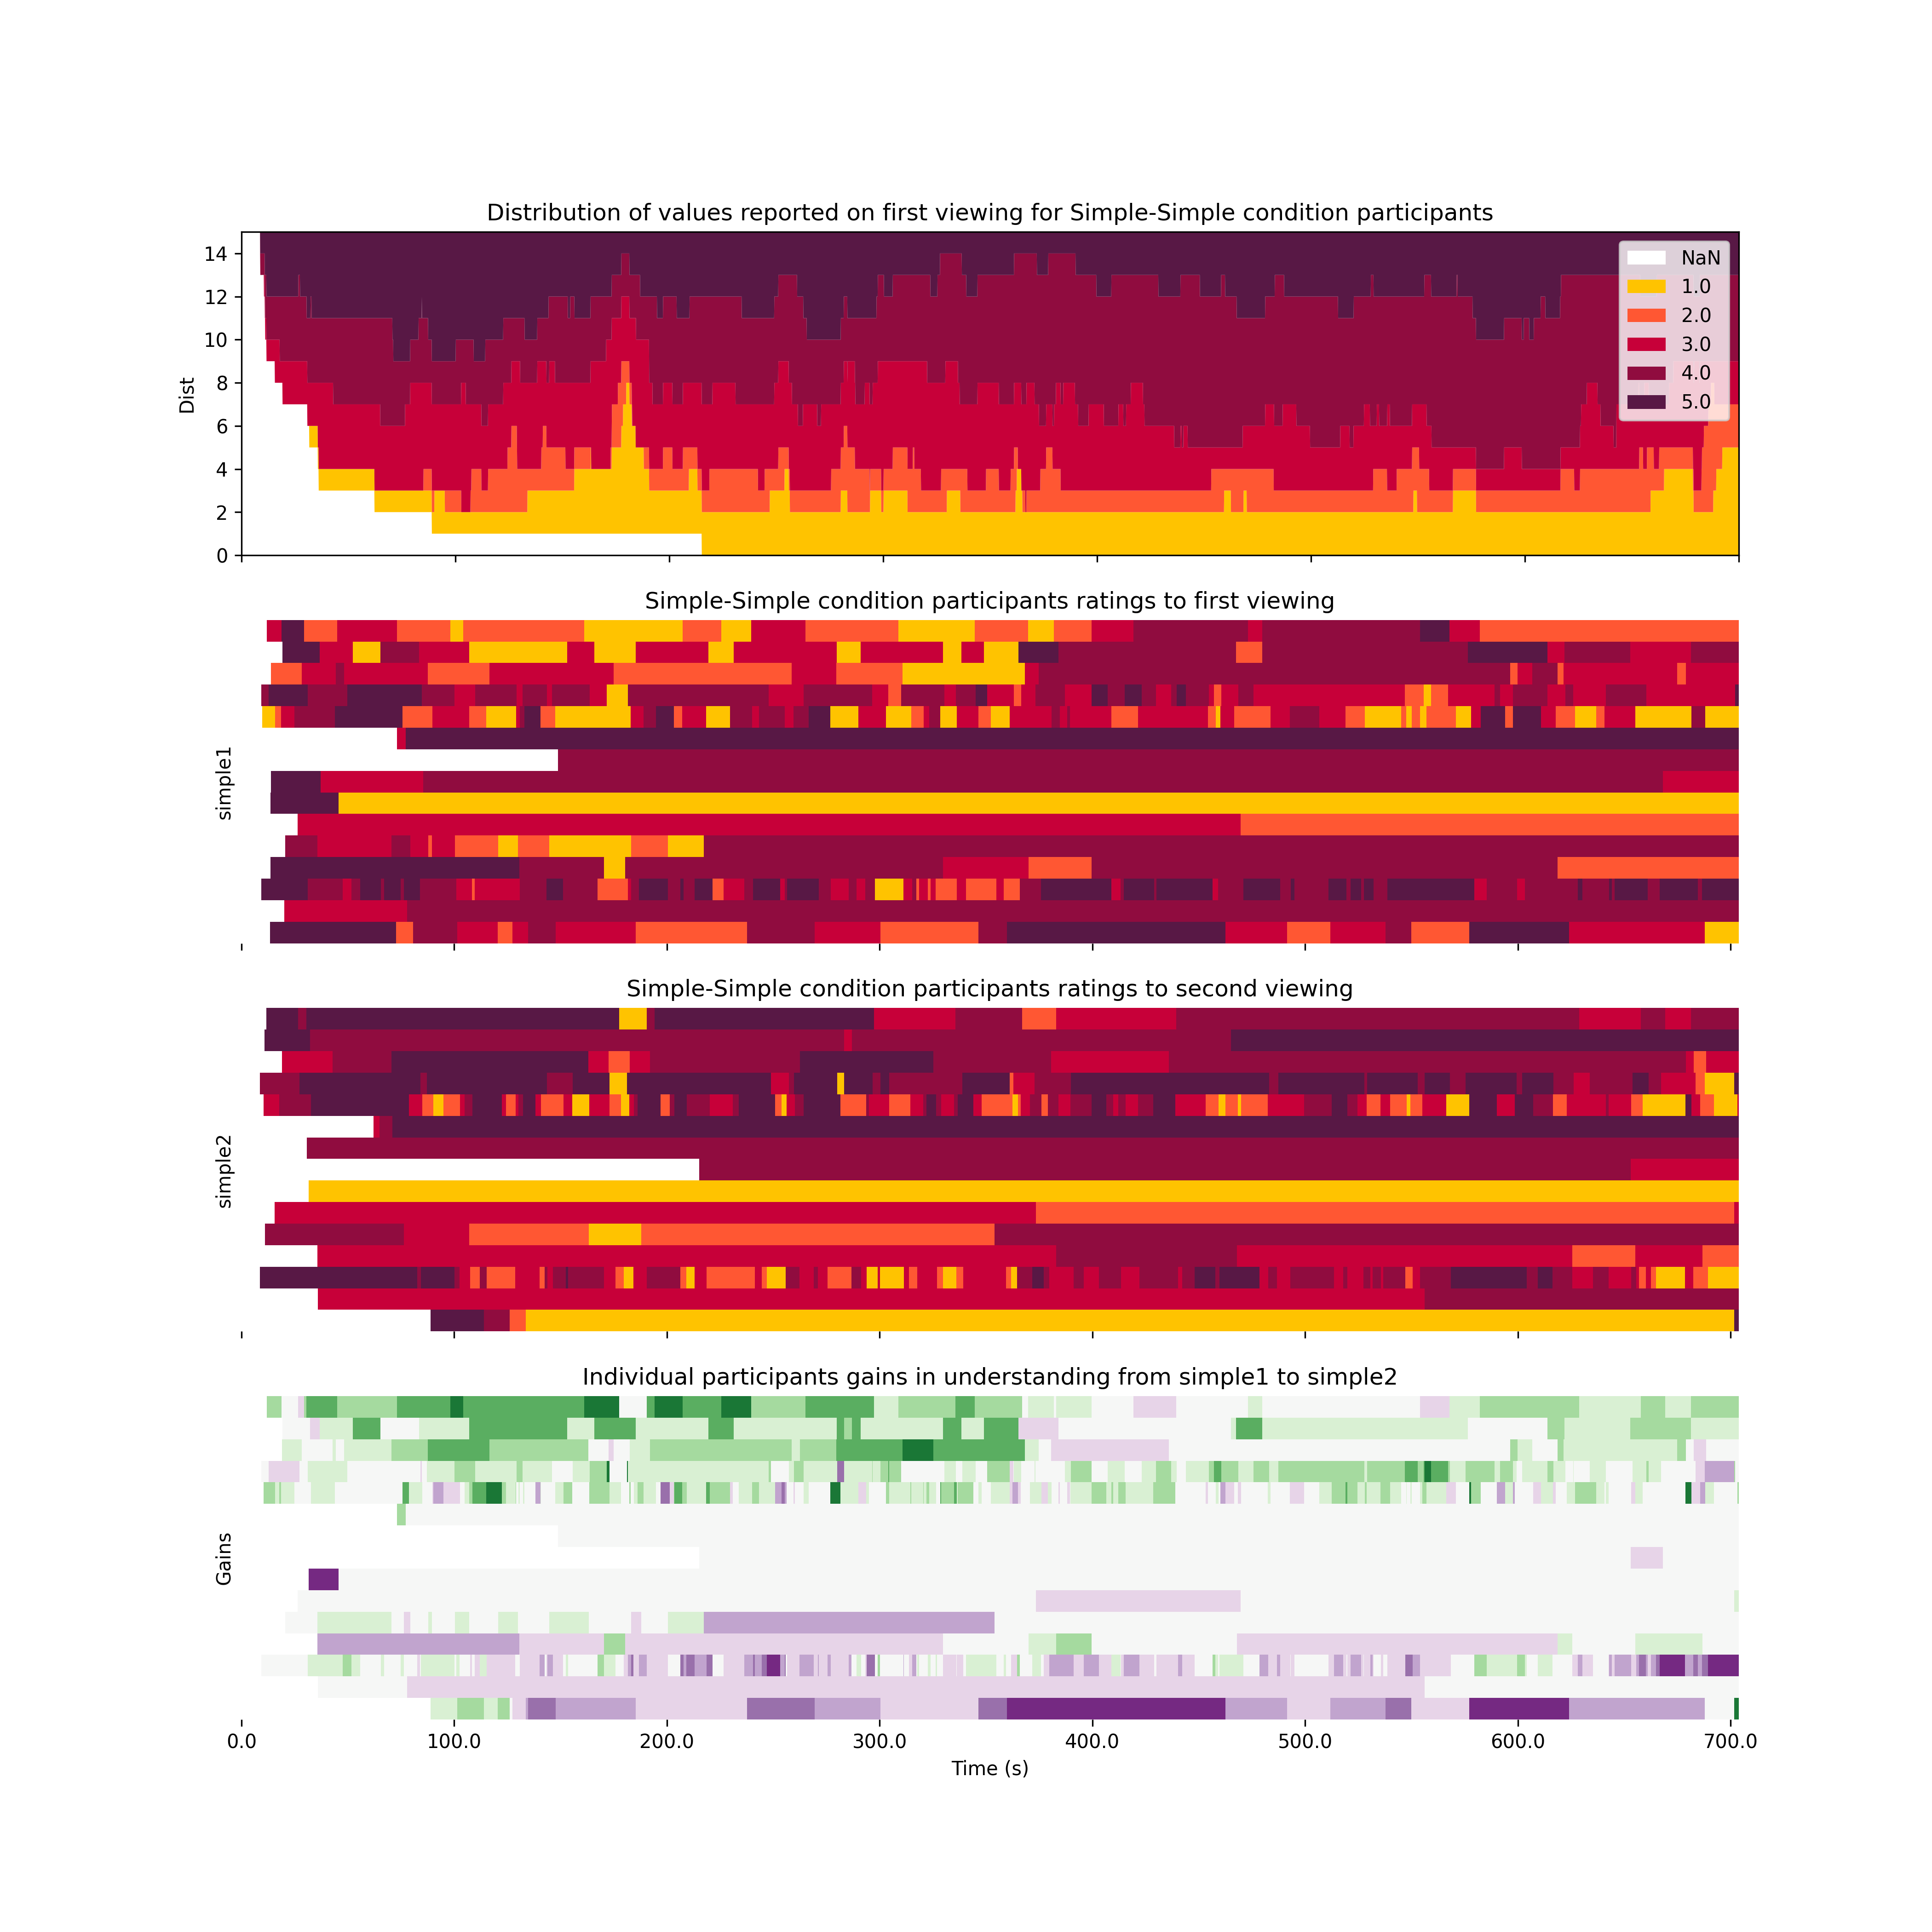 Distribution of values reported on first viewing for Simple-Simple condition participants
Dist
14
12
10
8
6
4
2
0
NaN
1.0
2.0
3.0
4.0
5.0
Simple-Simple condition participants ratings to first viewing
simple1
Simple-Simple condition participants ratings to second viewing
simple2
Individual participants gains in understanding from simple1 to simple2
Gains
0.0 100.0 200.0 300.0 400.0 500.0 600.0 700.0
Time (s)